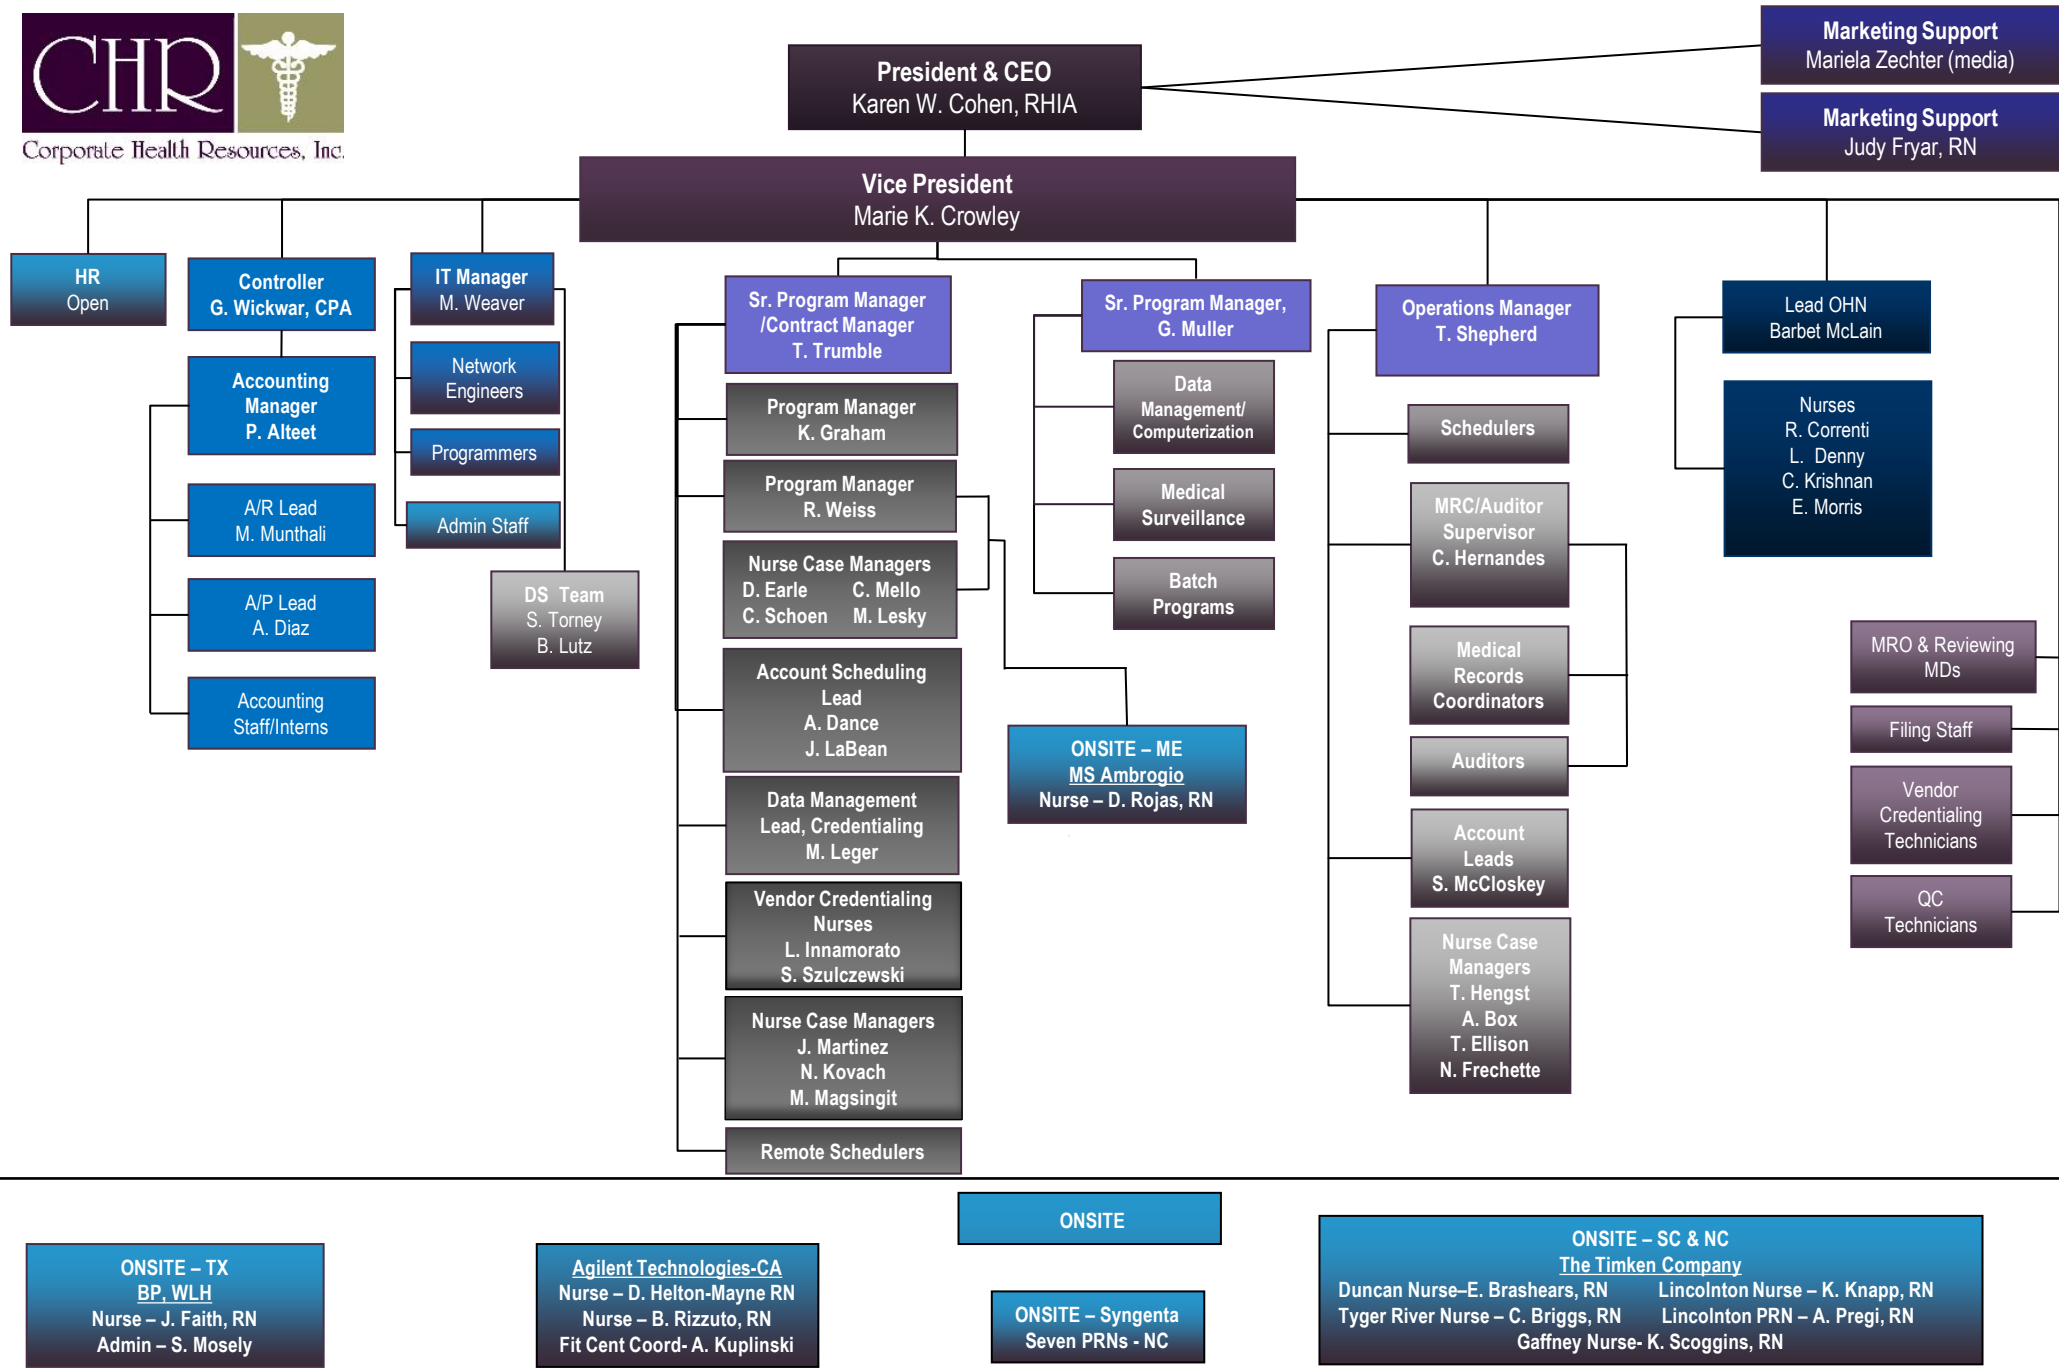 CHR
Corporate Health Resources, Inc.
President & CEO
Karen W. Cohen, RHIA
Marketing Support
Mariela Zechter (media)
Marketing Support
Judy Fryar, RN
Vice President
Marie K. Crowley
HR
Open
Controller
G. Wickwar, CPA
Accounting
Manager
P. Alteet
A/R Lead
M. Munthali
A/P Lead
A. Diaz
Accounting
Staff/Interns
IT Manager
M. Weaver
Network
Engineers
Programmers
Admin Staff
DS  Team
S. Torney
B. Lutz
Sr. Program Manager
/Contract Manager
T. Trumble
Program Manager
K. Graham
Program Manager
R. Weiss
Nurse Case Managers
D. Earle C. Mello
C. Schoen M. Lesky
Account Scheduling
Lead
A. Dance
J. LaBean
Data Management
Lead, Credentialing
M. Leger
Vendor Credentialing
Nurses
L. Innamorato
S. Szulczewski
Nurse Case Managers
J. Martinez
N. Kovach
M. Magsingit
Remote Schedulers
Sr. Program Manager,
G. Muller
Data
Management/
Computerization
Medical
Surveillance
Batch
Programs
ONSITE – ME
MS Ambrogio
Nurse – D. Rojas, RN
Operations Manager
T. Shepherd
Schedulers
MRC/Auditor
Supervisor
C. Hernandes
Medical
Records
Coordinators
Auditors
Account
Leads
S. McCloskey
Nurse Case
Managers
T. Hengst
A. Box
T. Ellison
N. Frechette
Lead OHN
Barbet McLain
Nurses
R. Correnti
L.  Denny
C. Krishnan
E. Morris
MRO & Reviewing
MDs
Filing Staff
Vendor
Credentialing
Technicians
QC
Technicians
ONSITE
ONSITE – TX
BP, WLH
Nurse – J. Faith, RN
Admin – S. Mosely
Agilent Technologies-CA
Nurse – D. Helton-Mayne RN
Nurse – B. Rizzuto, RN
Fit Cent Coord- A. Kuplinski
ONSITE – Syngenta
Seven PRNs - NC
ONSITE – SC & NC
The Timken Company
Duncan Nurse–E. Brashears, RN Lincolnton Nurse – K. Knapp, RN
Tyger River Nurse – C. Briggs, RN Lincolnton PRN – A. Pregi, RN
Gaffney Nurse- K. Scoggins, RN